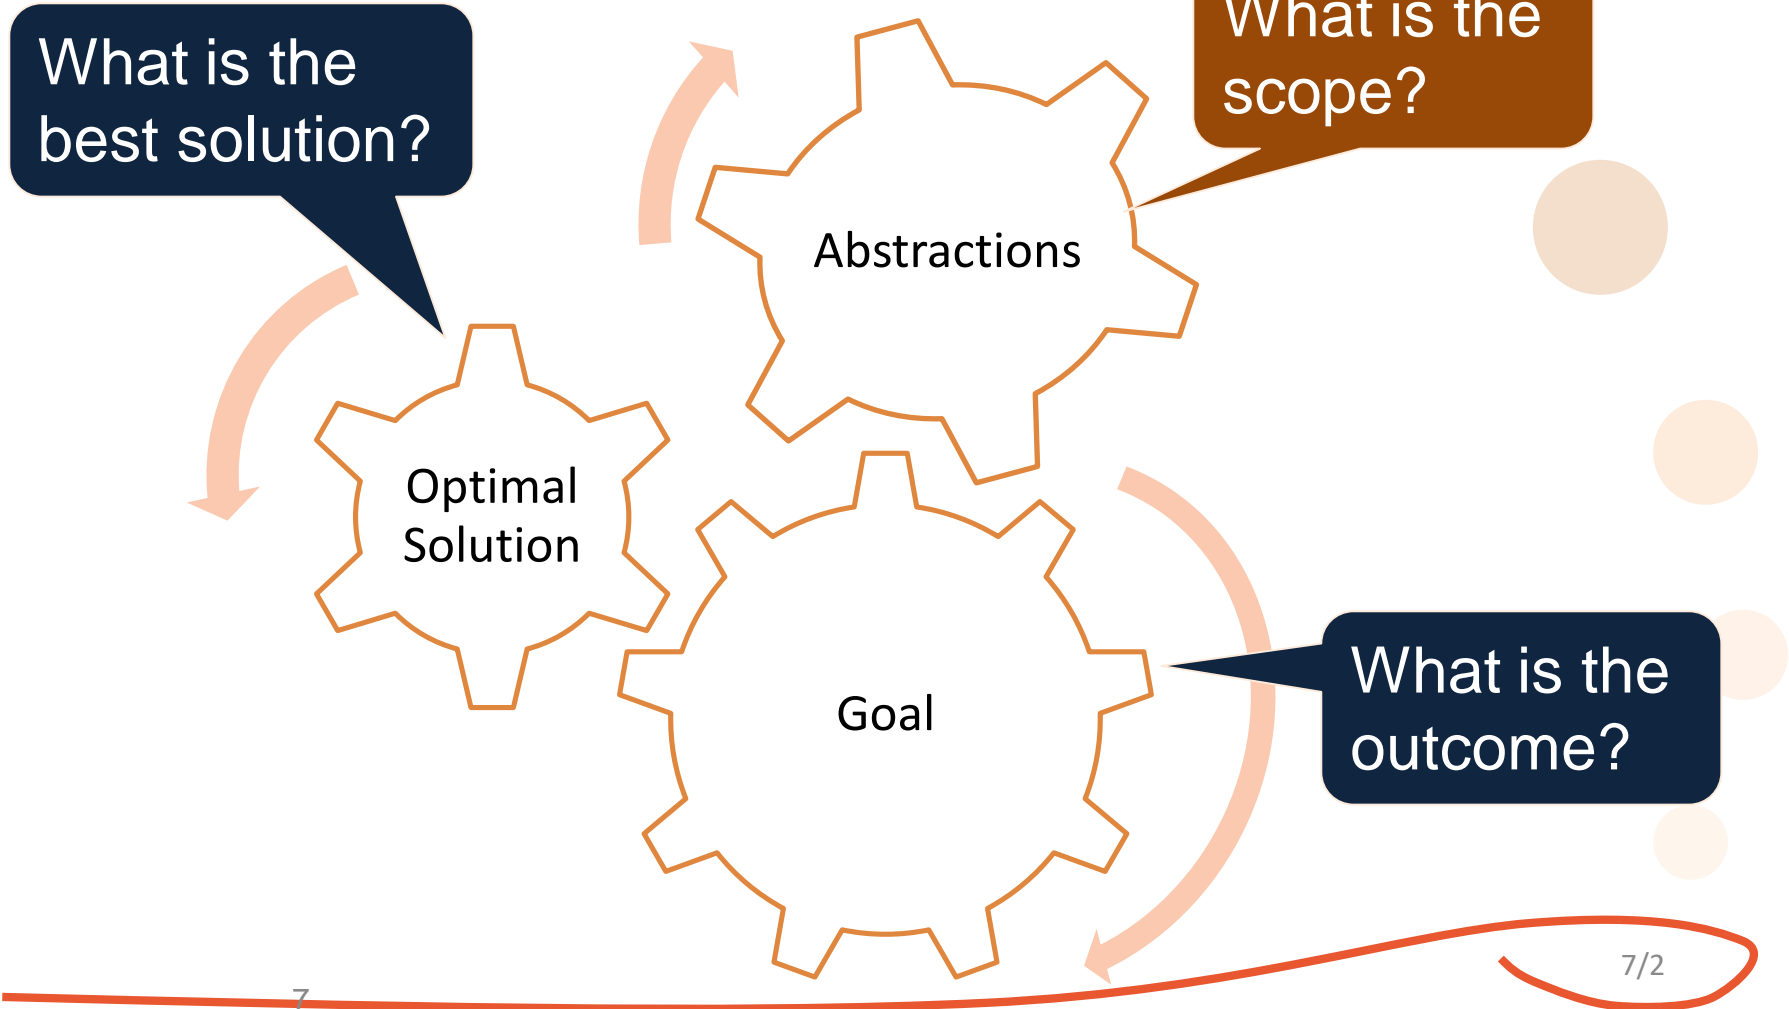 What is the
best solution?
What is the
scope?
Abstractions
Optimal
Solution
Goal
What is the
outcome?
7/2
7